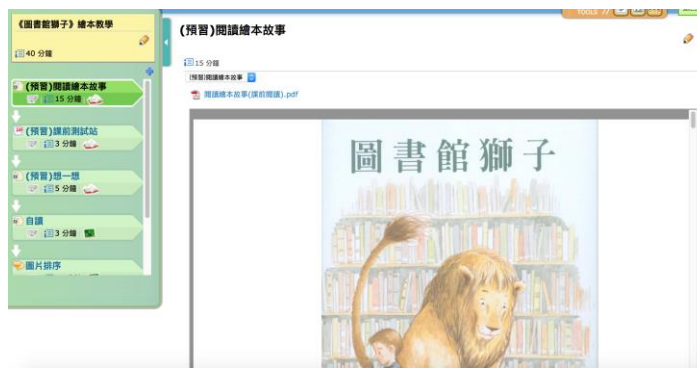 《圖書館獅子》繪本教學
40 分鐘
(預習)閱讀繪本故事
15 分鐘
(預習)課前測試站
3 分鐘
(預習)想一想
5 分鐘
自讀
3 分鐘
圖片排序
TOOLS //
(預習)閱讀繪本故事
15 分鐘
(預習)閱讀繪本故事
閱讀繪本故事(課前閱讀).pdf
圖書館獅子